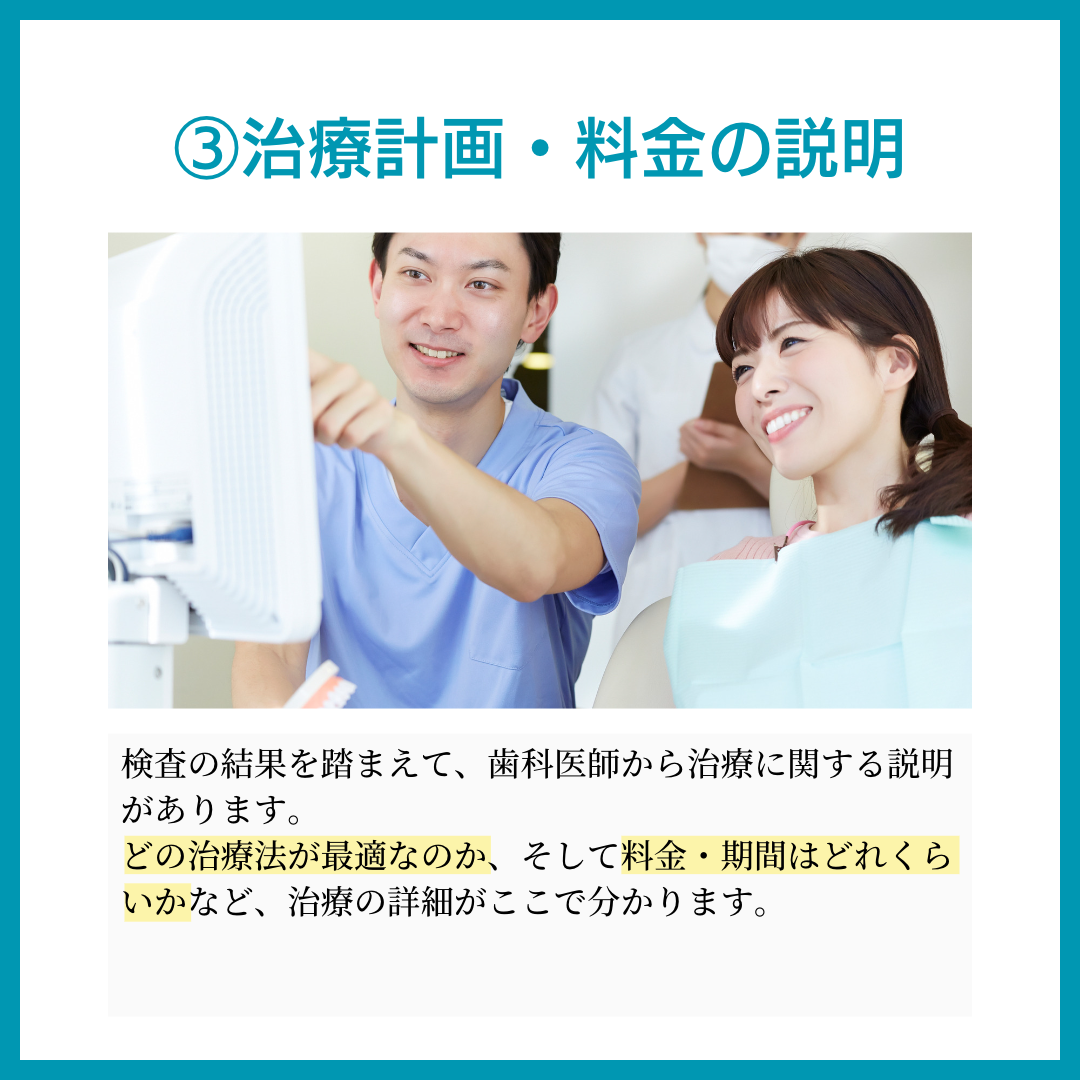 ③治療計画・料金の説明
検査の結果を踏まえて、歯科医師から治療に関する説明
があります。
どの治療法が最適なのか、そして料金・期間はどれくら
いかなど、治療の詳細がここで分かります。